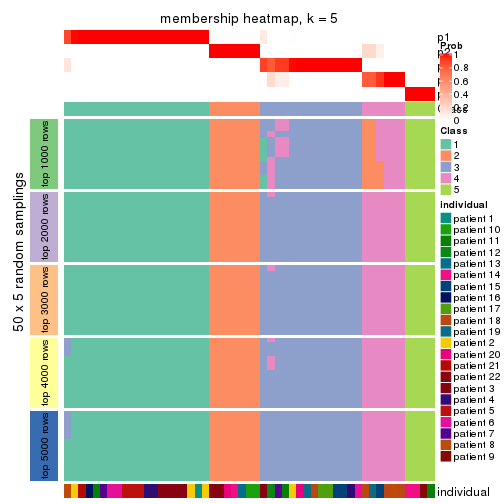 membership heatmap, k = 5
p1
Prob
1
0.8
0.6
0.4
0.2
0
Class
1
2
3
4
5
individual
patient 1
patient 10
patient 11
patient 12
patient 13
patient 14
patient 15
patient 16
patient 17
patient 18
patient 19
patient 2
patient 20
patient 21
patient 22
patient 3
patient 4
patient 5
patient 6
patient 7
patient 8
patient 9
50 x 5 random samplings
top 1000 rows
top 2000 rows
top 3000 rows
top 4000 rows
top 5000 rows
individual